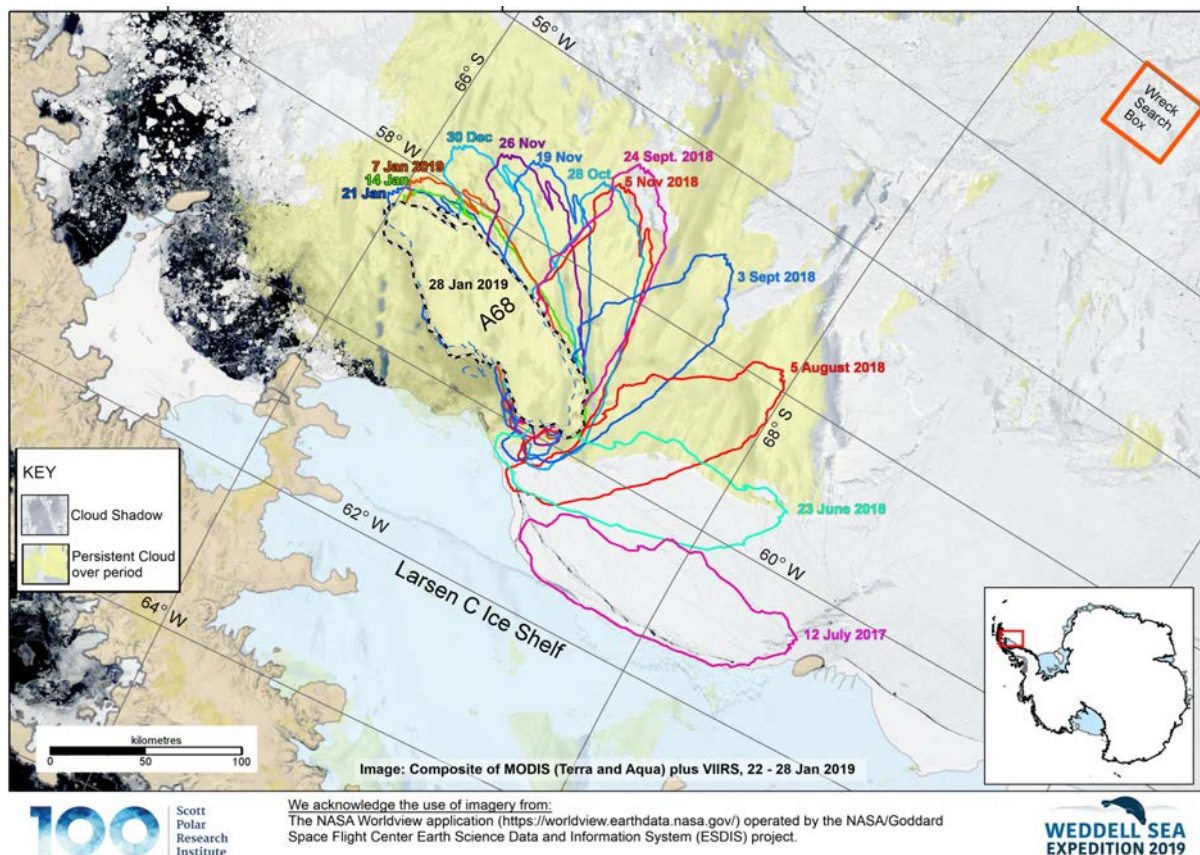 56° W
66° S
58° W
30 Dec
26 Nov
19 Nov
24 Sept. 2018
7 Jan 2019
14 Jan
21 Jan
28 Oct
5 Nov 2018
Wreck
Search
Box
28 Jan 2019
A68
3 Sept 2018
5 August 2018
68° S
KEY
Cloud Shadow
Persistent Cloud
over period
62° W
64° W
23 June 2018
60° W
Larsen C Ice Shelf
12 July 2017
kilometres
0 50 100
Image: Composite of MODIS (Terra and Aqua) plus VIIRS, 22 - 28 Jan 2019
100
Scott
Polar
Research
Institute
We acknowledge the use of imagery from:
The NASA Worldview application (https://worldview.earthdata.nasa.gov/) operated by the NASA/Goddard
Space Flight Center Earth Science Data and Information System (ESDIS) project.
WEDDELL SEA
EXPEDITION 2019